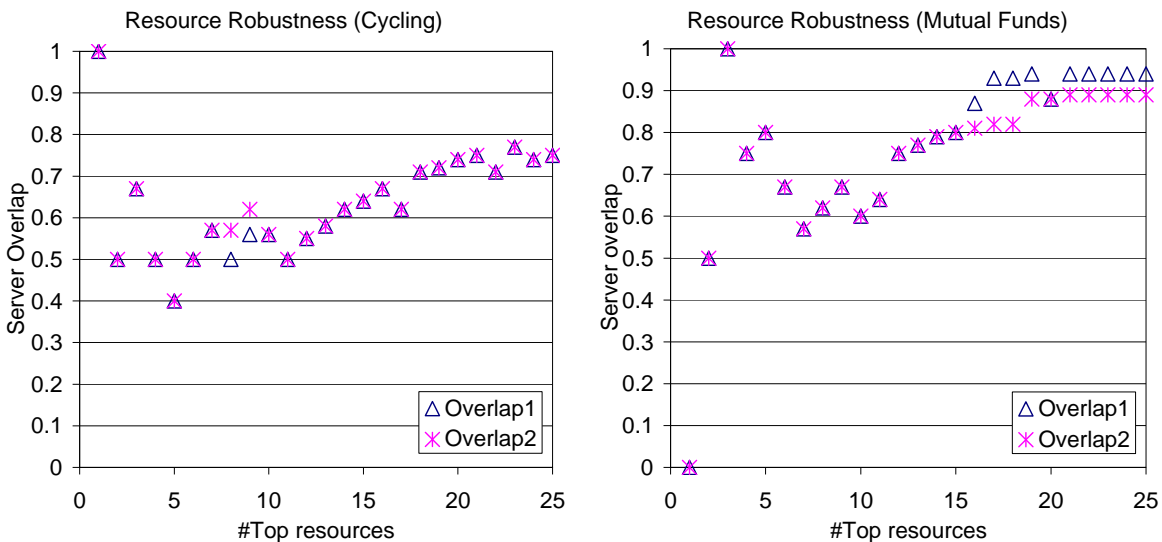 Resource Robustness (Cycling)
1
0.9
0.8
0.7
0.6
0.5
0.4
0.3
0.2
0.1
0
Server Overlap
0 5 10 15 20 25
#Top resources
Overlap1
Overlap2
Resource Robustness (Mutual Funds)
1
0.9
0.8
0.7
0.6
0.5
0.4
0.3
0.2
0.1
0
Server overlap
0 5 10 15 20 25
#Top resources
Overlap1
Overlap2